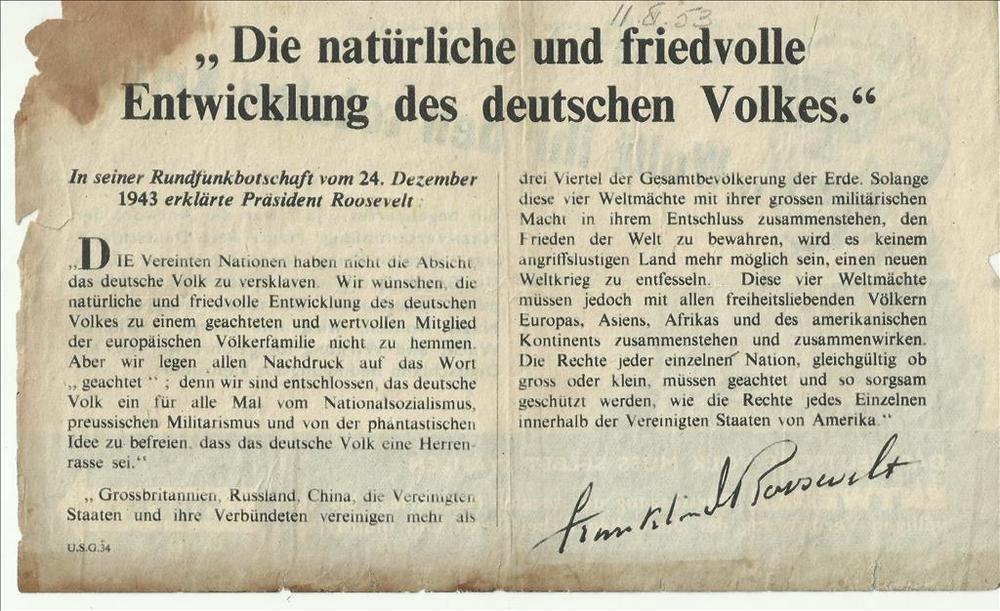 11.8.53
„Die natürliche und friedvolle
Entwicklung des deutschen Volkes.“
In seiner Rundfunkbotschaft vom 24. Dezember
1943 erklärte Präsident Roosevelt:
„DIE Vereinten Nationen haben nicht die Absicht,
das deutsche Volk zu versklaven. Wir wünschen, die
natürliche und friedvolle Entwicklung des deutschen
Volkes zu einem geachteten und wertvollen Mitglied
der europäischen Völkerfamilie nicht zu hemmen.
Aber wir legen allen Nachdruck auf das Wort
„geachtet“; denn wir sind entschlossen, das deutsche
Volk ein für alle Mal vom Nationalsozialismus,
preussischen Militarismus und von der phantastischen
Idee zu befreien, dass das deutsche Volk eine Herren-
rasse sei.“
„Grossbritannien, Russland, China, die Vereinigten
Staaten und ihre Verbündeten vereinigen mehr als
U.S.G.34
drei Viertel der Gesamtbevölkerung der Erde. Solange
diese vier Weltmächte mit ihrer grossen militärischen
Macht in ihrem Entschluss zusammenstehen, den
Frieden der Welt zu bewahren, wird es keinem
angriffslustigen Land mehr möglich sein, einen neuen
Weltkrieg zu entfesseln. Diese vier Weltmächte
müssen jedoch mit allen freiheitsliebenden Völkern
Europas, Asiens, Afrikas und des amerikanischen
Kontinents zusammenstehen und zusammenwirken.
Die Rechte jeder einzelnen Nation, gleichgültig ob
gross oder klein, müssen geachtet und so sorgsam
geschützt werden, wie die Rechte jedes Einzelnen
innerhalb der Vereinigten Staaten von Amerika.“
Franklin D Roosevelt